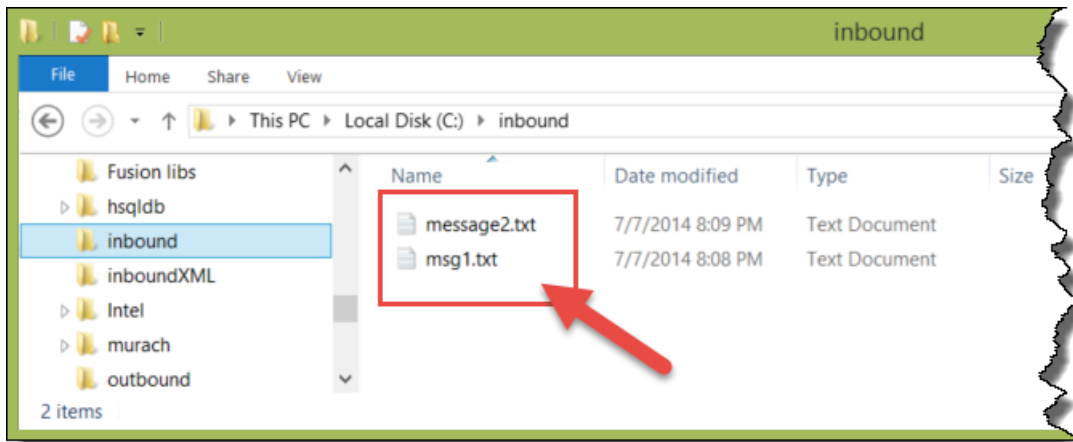 inbound
File Home Share View
This PC Local Disk (C:) inbound
Fusion libs
hsqldb
inbound
inboundXML
Intel
murach
outbound
Name Date modified Type Size
message2.txt 7/7/2014 8:09 PM Text Document
msg1.txt 7/7/2014 8:08 PM Text Document
2 items